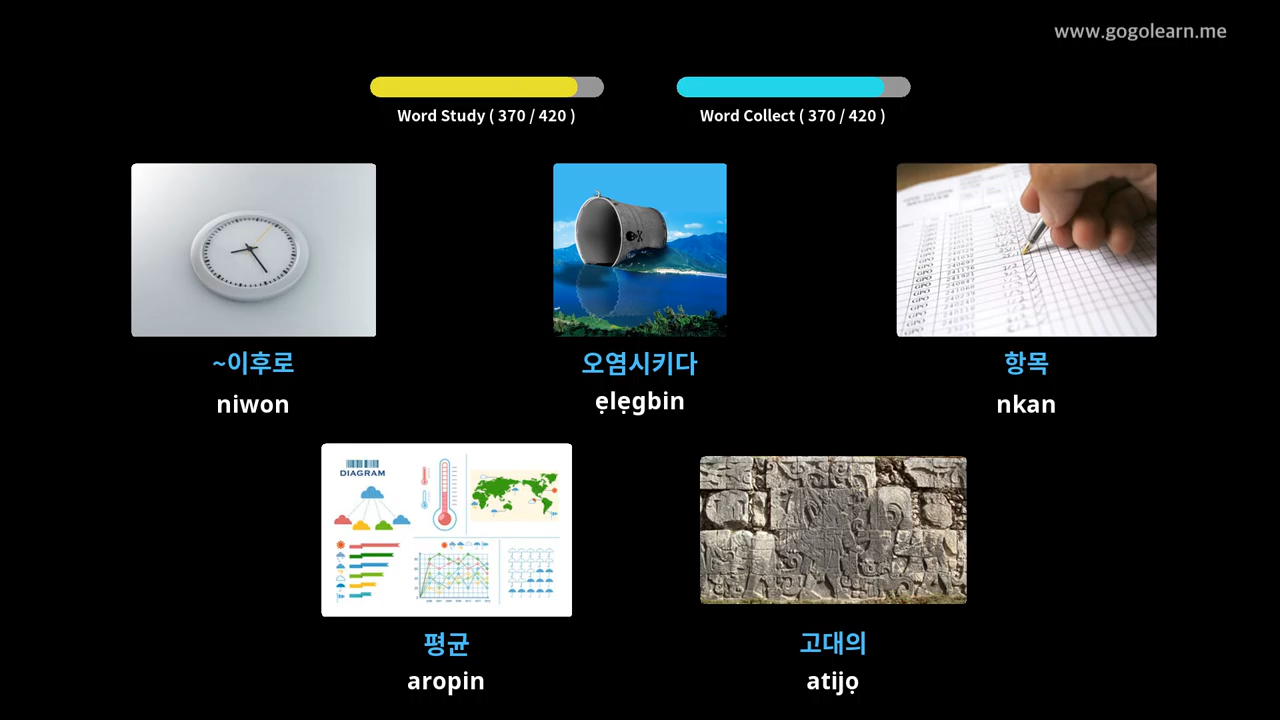 www.gogolearn.me
Word Study ( 370 / 420 )
Word Collect ( 370 / 420 )
~이후로
niwon
오염시키다
ẹlẹgbin
항목
nkan
DIAGRAM
평균
aropin
고대의
atijọ